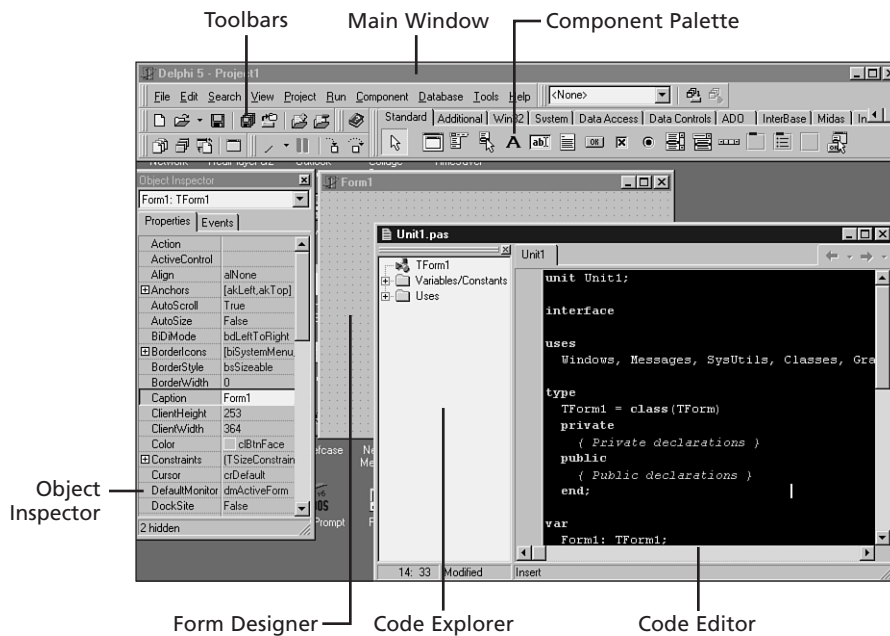 Toolbars Main Window Component Palette
Delphi 5 - Project1
File Edit Search View Project Run Component Database Tools Help <None>
Standard Additional Win32 System Data Access Data Controls ADO InterBase Midas In
A ab OK
Object Inspector
Form1: TForm1
Properties Events
Action
ActiveControl
Align alNone
Anchors [akLeft,akTop]
AutoScroll True
AutoSize False
BiDiMode bdLeftToRight
BorderIcons [biSystemMenu,
BorderStyle bsSizeable
BorderWidth 0
Caption Form1
ClientHeight 253
ClientWidth 364
Color clBtnFace
Constraints (TSizeConstrain
Cursor crDefault
DefaultMonitor dmActiveForm
DockSite False
2 hidden
Form1
Unit1.pas
TForm1
Variables/Constants
Uses
Unit1
unit Unit1;
interface
uses
Windows, Messages, SysUtils, Classes, Gra
type
TForm1 = class(TForm)
private
{ Private declarations }
public
{ Public declarations }
end;
var
Form1: TForm1;
14: 33 Modified Insert
Prompt
Object
Inspector
Form Designer Code Explorer Code Editor